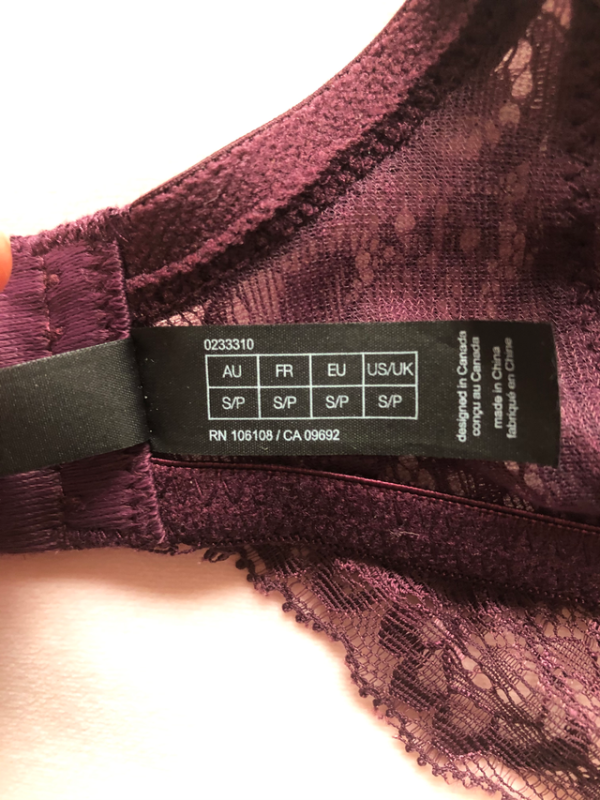 0233310
AU FR EU US/UK
S/P S/P S/P S/P
RN 106108 / CA 09692
designed in Canada
conçu au Canada
made in China
fabriqué en Chine